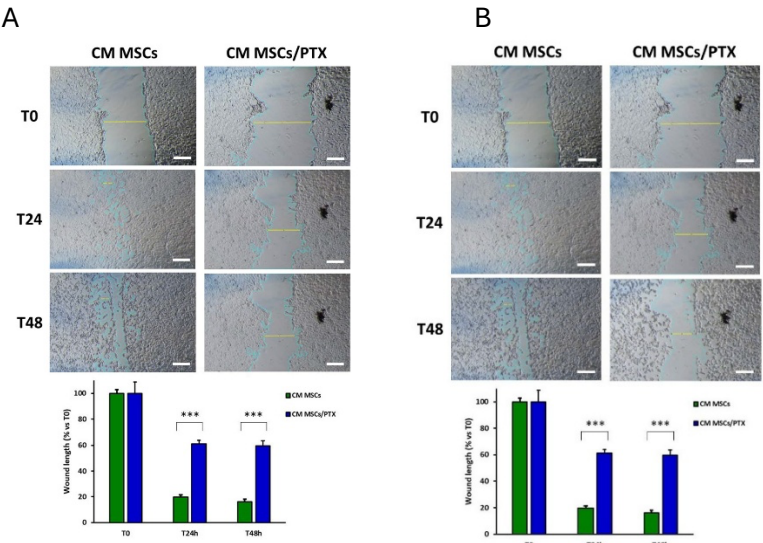 A
CM MSCs CM MSCs/PTX
T0
T24
T48
Wound length (% vs T0)
100
80
60
40
20
0
*** ***
CM MSCs
CM MSCs/PTX
T0 T24h T48h
B
CM MSCs CM MSCs/PTX
T0
T24
T48
Wound length (% vs T0)
100
80
60
40
20
0
*** ***
CM MSCs
CM MSCs/PTX